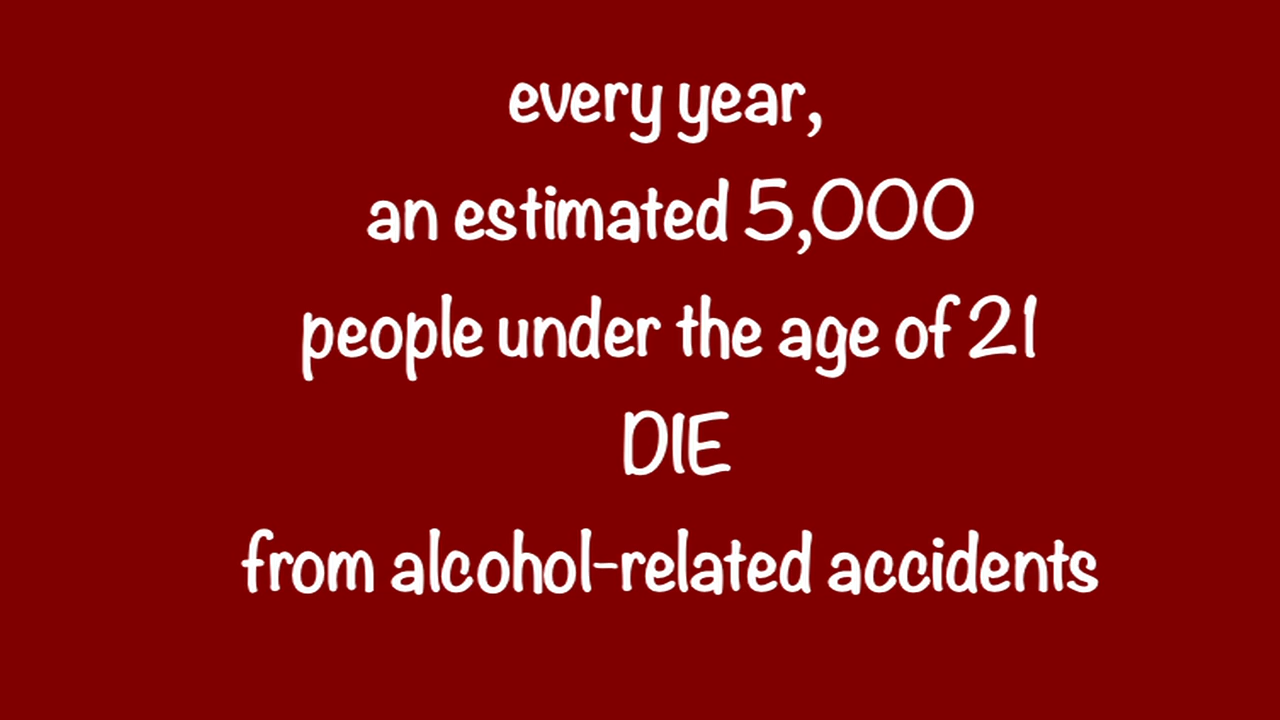 every year,
an estimated 5,000
people under the age of 21
DIE
from alcohol-related accidents